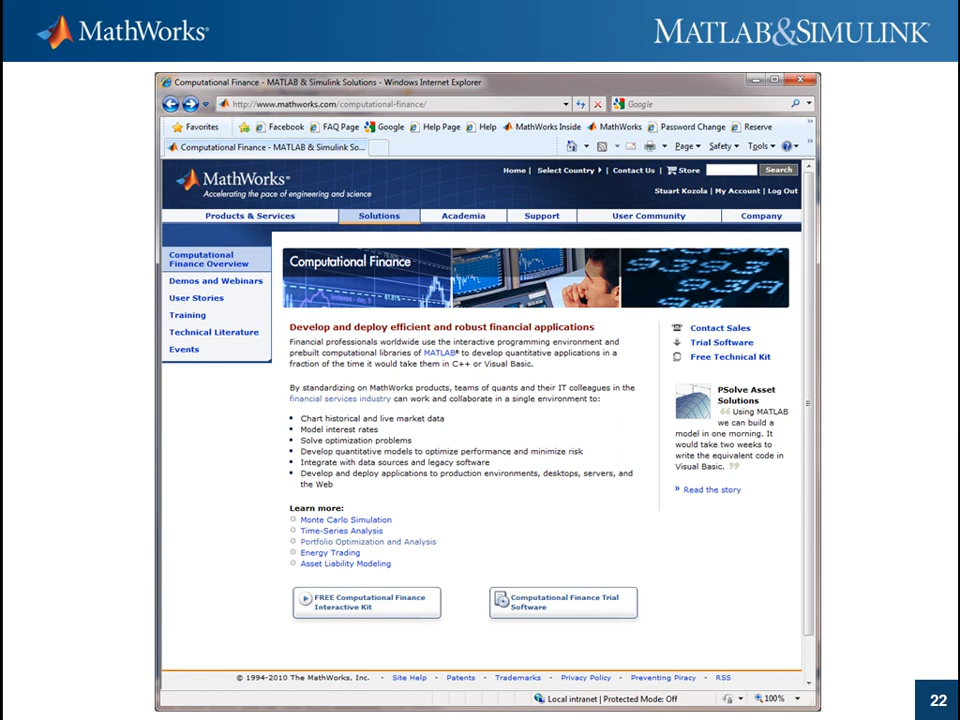 MathWorks®
MATLAB&SIMULINK®
Computational Finance - MATLAB & Simulink Solutions - Windows Internet Explorer
http://www.mathworks.com/computational-finance/
Google
Favorites
Facebook
FAQ Page
Google
Help Page
Help
MathWorks Inside
MathWorks
Password Change
Reserve
Computational Finance - MATLAB & Simulink So...
Page
Safety
Tools
Home | Select Country | Contact Us | Store
Search
MathWorks®
Accelerating the pace of engineering and science
Stuart Kozola | My Account | Log Out
Products & Services
Solutions
Academia
Support
User Community
Company
Computational
Finance Overview
Demos and Webinars
User Stories
Training
Technical Literature
Events
Computational Finance
Develop and deploy efficient and robust financial applications
Financial professionals worldwide use the interactive programming environment and
prebuilt computational libraries of MATLAB® to develop quantitative applications in a
fraction of the time it would take them in C++ or Visual Basic.
By standardizing on MathWorks products, teams of quants and their IT colleagues in the
financial services industry can work and collaborate in a single environment to:
Chart historical and live market data
Model interest rates
Solve optimization problems
Develop quantitative models to optimize performance and minimize risk
Integrate with data sources and legacy software
Develop and deploy applications to production environments, desktops, servers, and
the Web
Learn more:
Monte Carlo Simulation
Time-Series Analysis
Portfolio Optimization and Analysis
Energy Trading
Asset Liability Modeling
FREE Computational Finance
Interactive Kit
Computational Finance Trial
Software
Contact Sales
Trial Software
Free Technical Kit
PSolve Asset
Solutions
“ Using MATLAB
we can build a
model in one morning. It
would take two weeks to
write the equivalent code in
Visual Basic. ”
» Read the story
© 1994-2010 The MathWorks, Inc. - Site Help - Patents - Trademarks - Privacy Policy - Preventing Piracy - RSS
Local intranet | Protected Mode: Off
100%
22